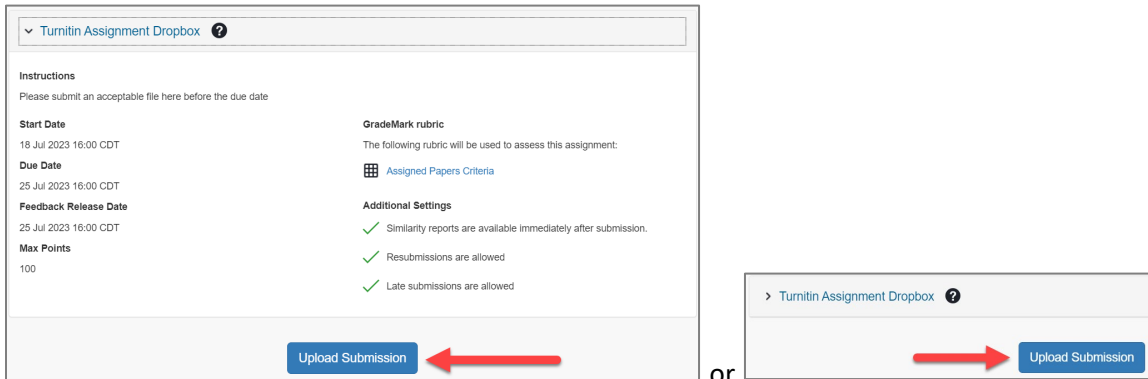 Turnitin Assignment Dropbox ?
Instructions
Please submit an acceptable file here before the due date
Start Date
18 Jul 2023 16:00 CDT
Due Date
25 Jul 2023 16:00 CDT
Feedback Release Date
25 Jul 2023 16:00 CDT
Max Points
100
GradeMark rubric
The following rubric will be used to assess this assignment:
Assigned Papers Criteria
Additional Settings
Similarity reports are available immediately after submission.
Resubmissions are allowed
Late submissions are allowed
Upload Submission
or
Turnitin Assignment Dropbox ?
Upload Submission